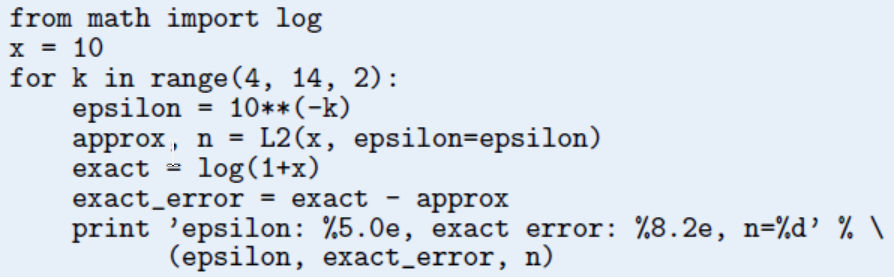 from math import log
x = 10
for k in range(4, 14, 2):
    epsilon = 10**(-k)
    approx, n = L2(x, epsilon=epsilon)
    exact = log(1+x)
    exact_error = exact - approx
    print ’epsilon: %5.0e, exact error: %8.2e, n=%d’ % \
          (epsilon, exact_error, n)